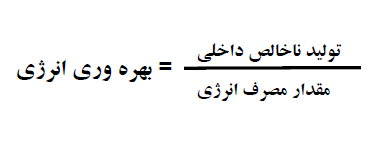 تولید ناخالص داخلی
بهره وری انرژی =
مقدار مصرف انرژی